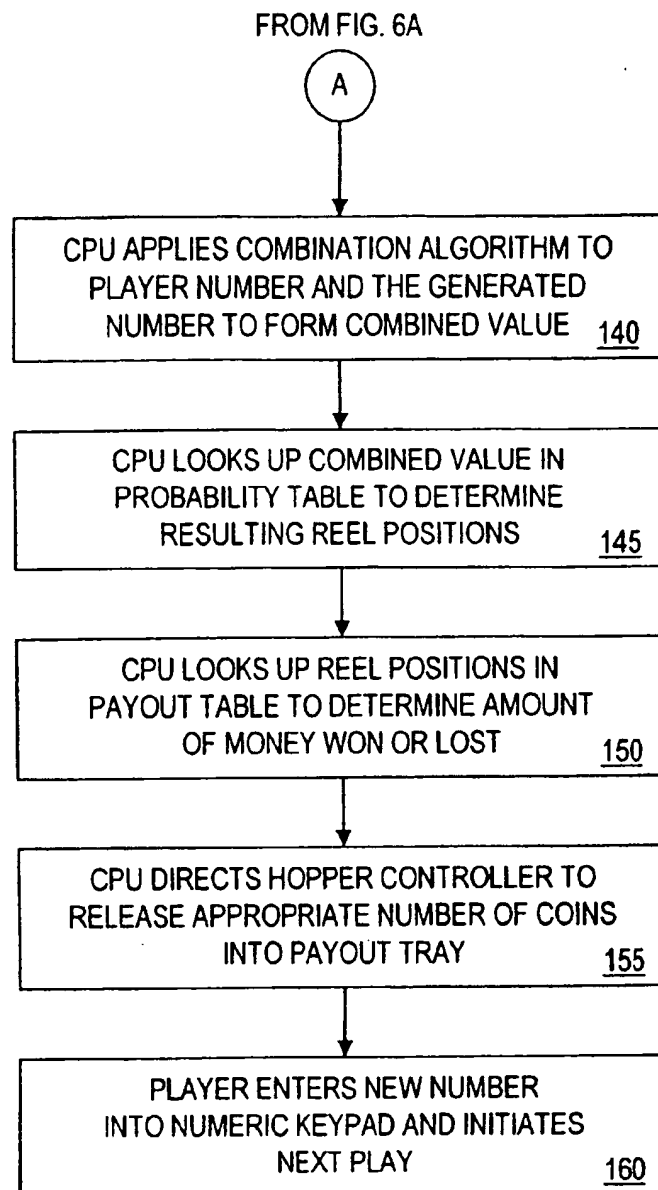 FROM FIG. 6A
A
CPU APPLIES COMBINATION ALGORITHM TO
PLAYER NUMBER AND THE GENERATED
NUMBER TO FORM COMBINED VALUE
140
CPU LOOKS UP COMBINED VALUE IN
PROBABILITY TABLE TO DETERMINE
RESULTING REEL POSITIONS
145
CPU LOOKS UP REEL POSITIONS IN
PAYOUT TABLE TO DETERMINE AMOUNT
OF MONEY WON OR LOST
150
CPU DIRECTS HOPPER CONTROLLER TO
RELEASE APPROPRIATE NUMBER OF COINS
INTO PAYOUT TRAY
155
PLAYER ENTERS NEW NUMBER
INTO NUMERIC KEYPAD AND INITIATES
NEXT PLAY
160